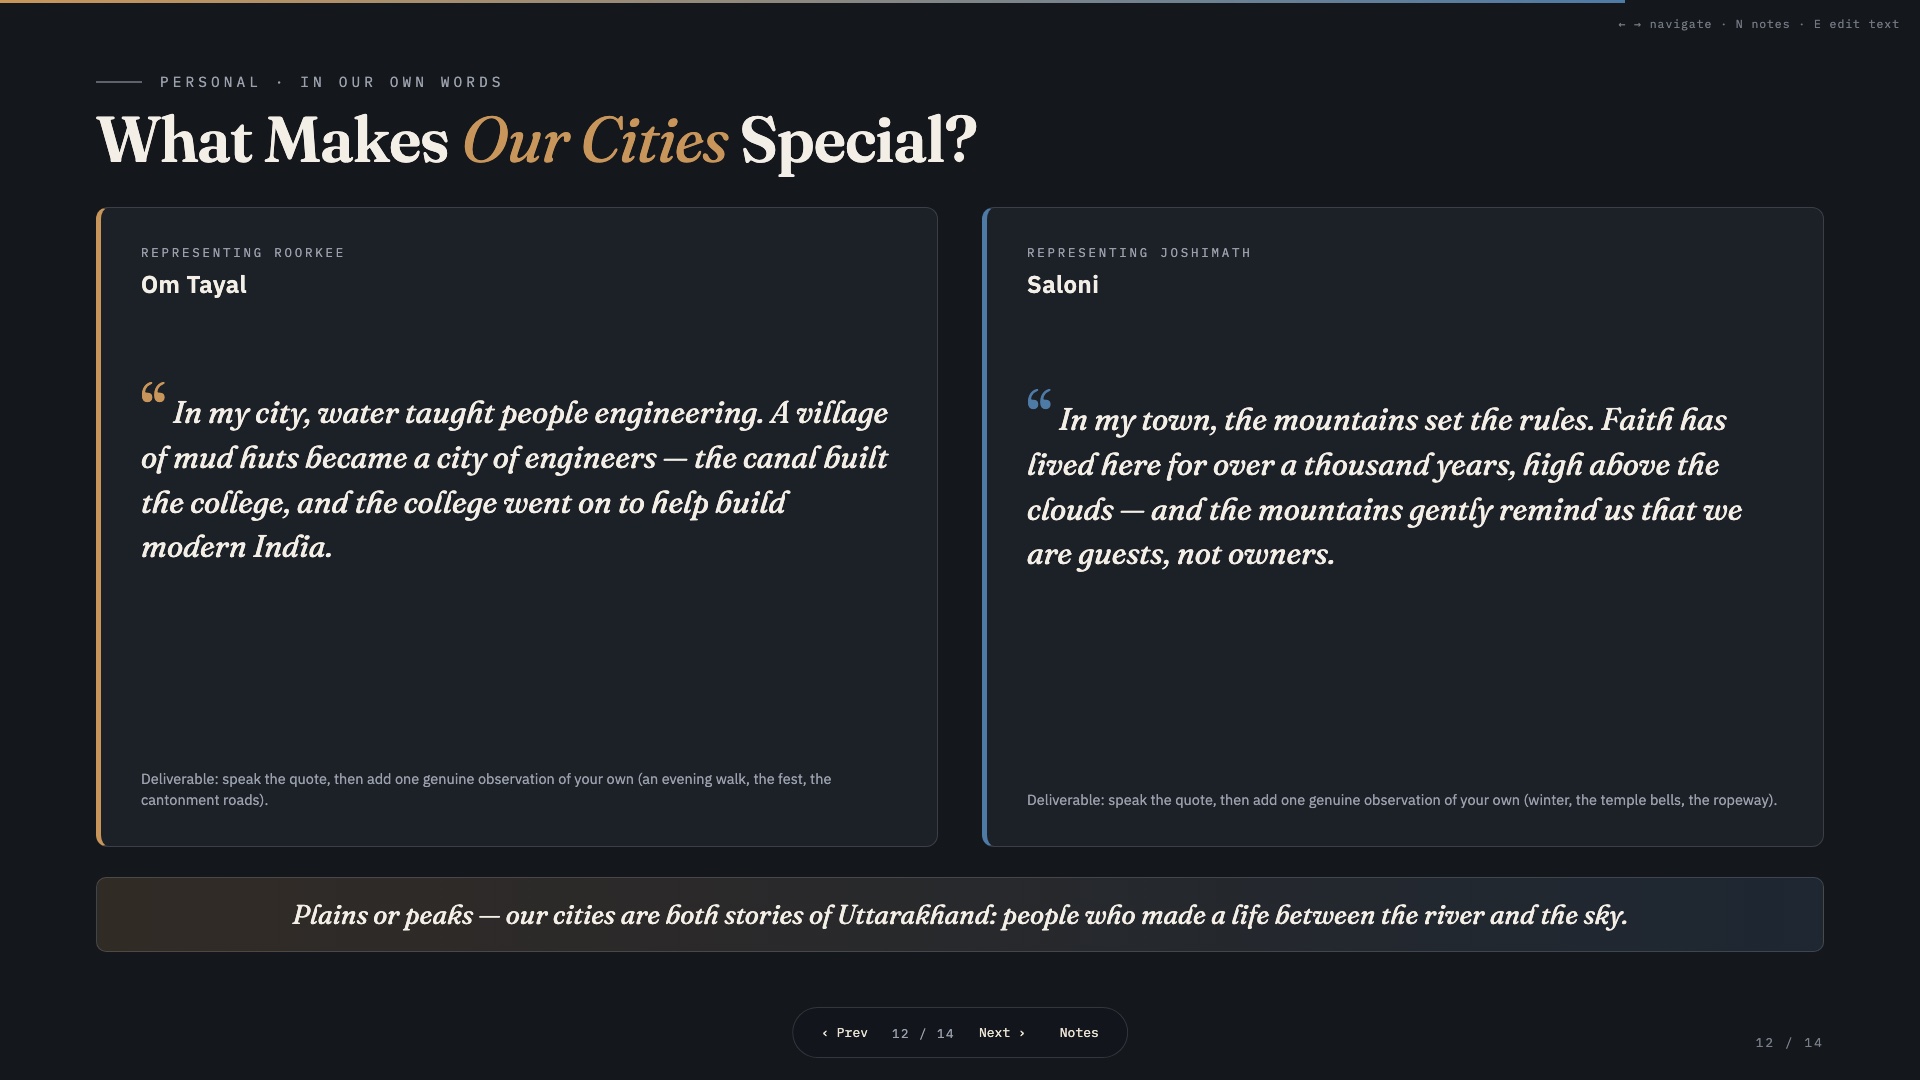 ← → navigate · N notes · E edit text
PERSONAL · IN OUR OWN WORDS
What Makes Our Cities Special?
REPRESENTING ROORKEE
Om Tayal
“ In my city, water taught people engineering. A village
of mud huts became a city of engineers — the canal built
the college, and the college went on to help build
modern India.
Deliverable: speak the quote, then add one genuine observation of your own (an evening walk, the fest, the
cantonment roads).
REPRESENTING JOSHIMATH
Saloni
“ In my town, the mountains set the rules. Faith has
lived here for over a thousand years, high above the
clouds — and the mountains gently remind us that we
are guests, not owners.
Deliverable: speak the quote, then add one genuine observation of your own (winter, the temple bells, the ropeway).
Plains or peaks — our cities are both stories of Uttarakhand: people who made a life between the river and the sky.
‹ Prev 12 / 14 Next › Notes
12 / 14